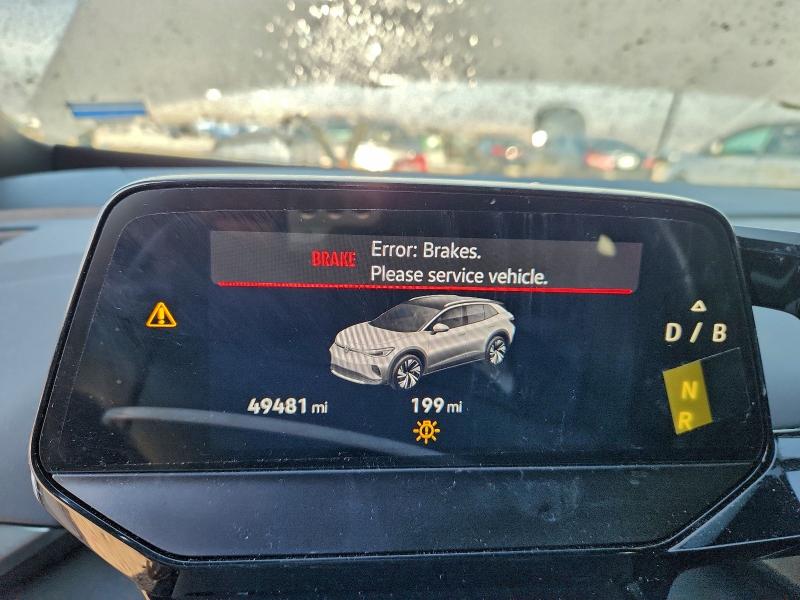 BRAKE
Error: Brakes.
Please service vehicle.
D / B
N
R
49481 mi
199 mi